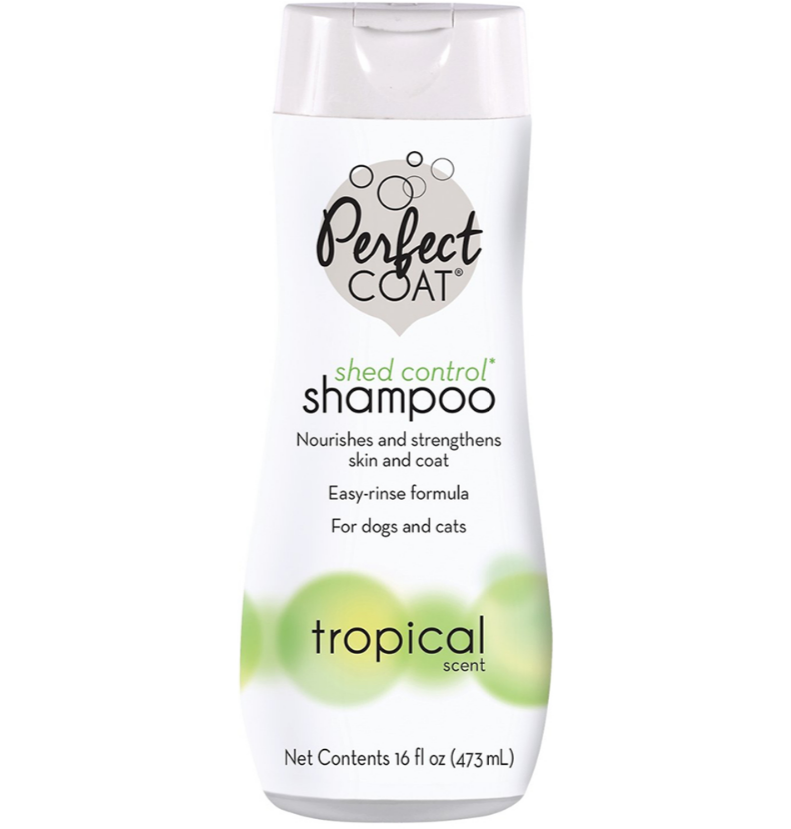 Perfect
COAT®
shed control*
shampoo
Nourishes and strengthens
skin and coat
Easy-rinse formula
For dogs and cats
tropical
scent
Net Contents 16 fl oz (473 mL)